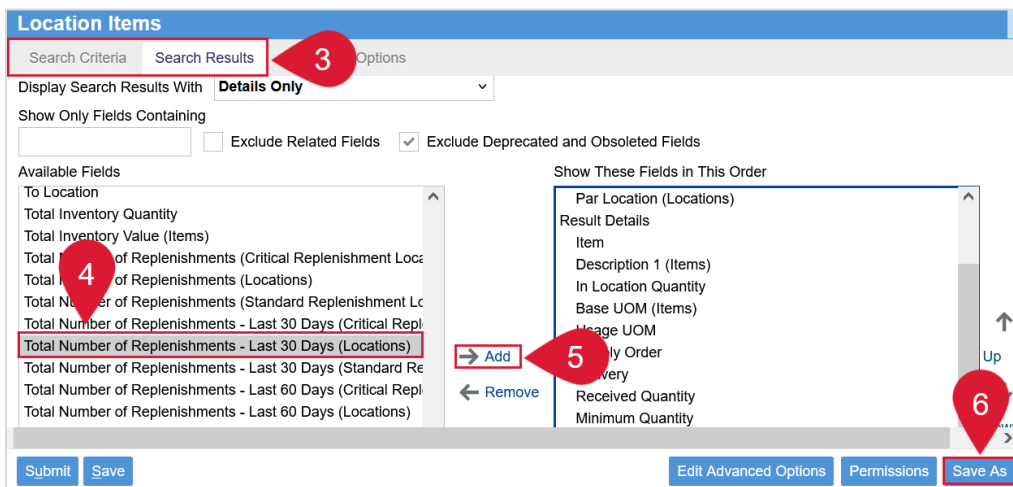 Location Items
Search Criteria Search Results 3 Options
Display Search Results With Details Only
Show Only Fields Containing
Exclude Related Fields Exclude Deprecated and Obsoleted Fields
Available Fields
To Location
Total Inventory Quantity
Total Inventory Value (Items)
Total of Replenishments (Critical Replenishment Loca
Total of Replenishments (Locations)
4
Total of Replenishments (Standard Replenishment Lo
Total Number of Replenishments - Last 30 Days (Critical Repl
Total Number of Replenishments - Last 30 Days (Locations)
Total Number of Replenishments - Last 30 Days (Standard Re
Total Number of Replenishments - Last 60 Days (Critical Repl
Total Number of Replenishments - Last 60 Days (Locations)
Add 5
Remove
Show These Fields in This Order
Par Location (Locations)
Result Details
Item
Description 1 (Items)
In Location Quantity
Base UOM (Items)
Usage UOM
Order
Received Quantity
Minimum Quantity
Up
6
Submit Save Edit Advanced Options Permissions Save As